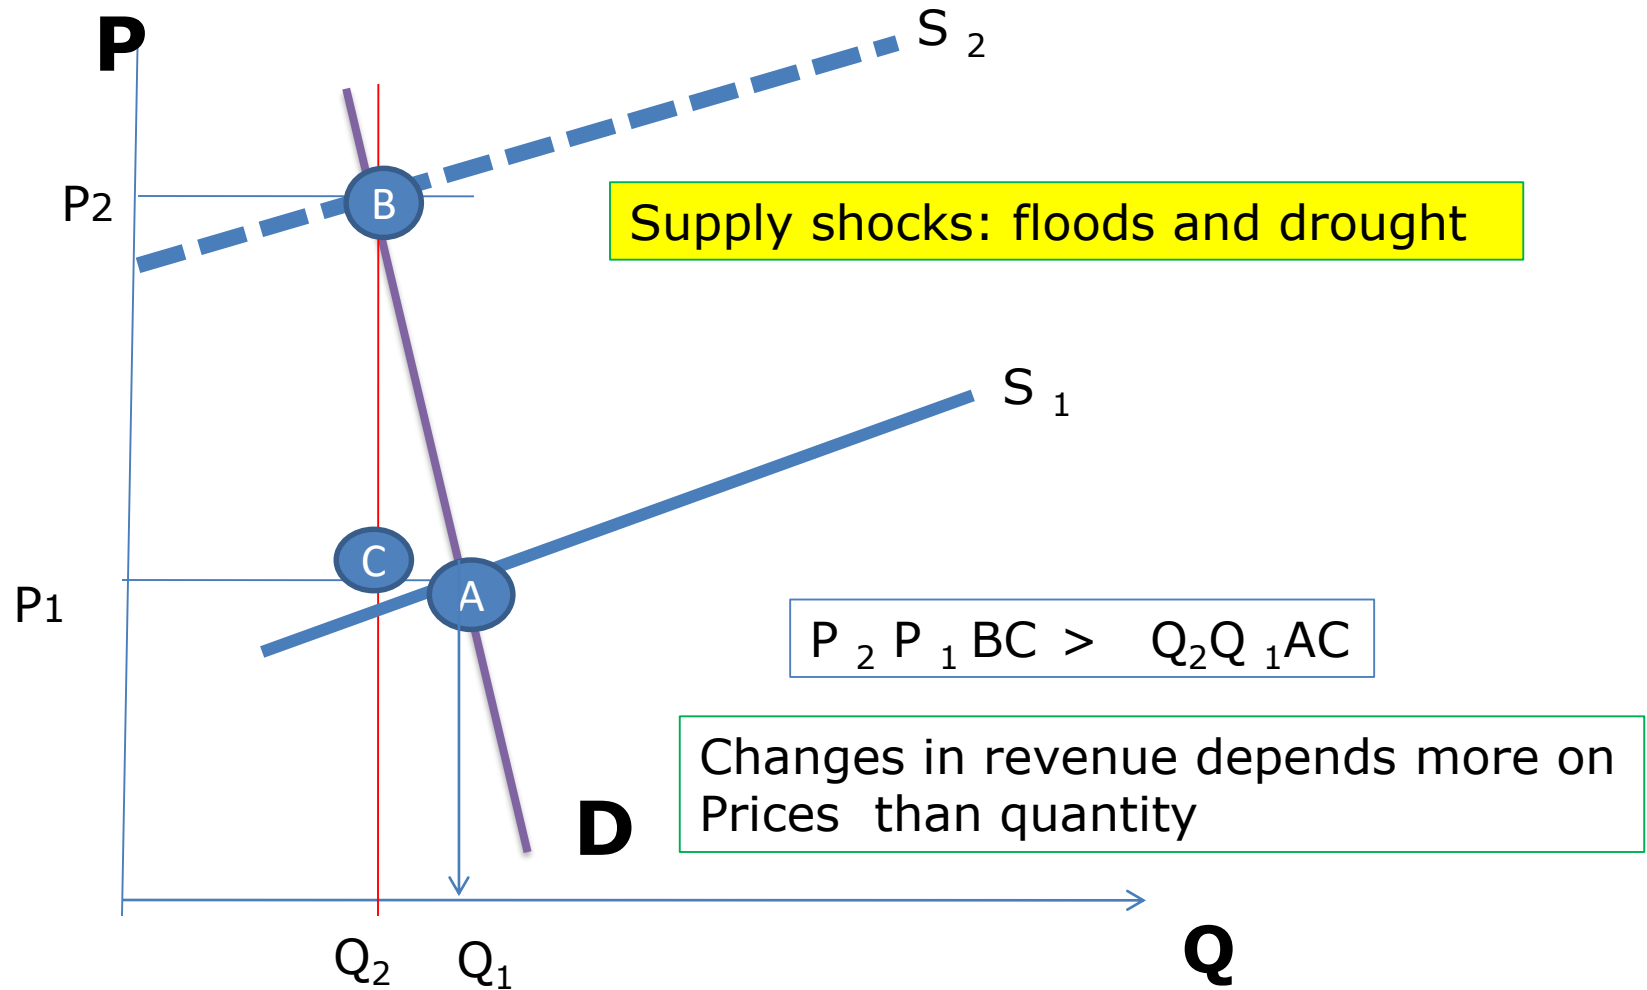 P
S 2
P2
B
Supply shocks: floods and drought
S 1
C
A
P1
P 2 P 1 BC > Q2Q 1AC
Changes in revenue depends more on
Prices than quantity
D
Q2
Q1
Q